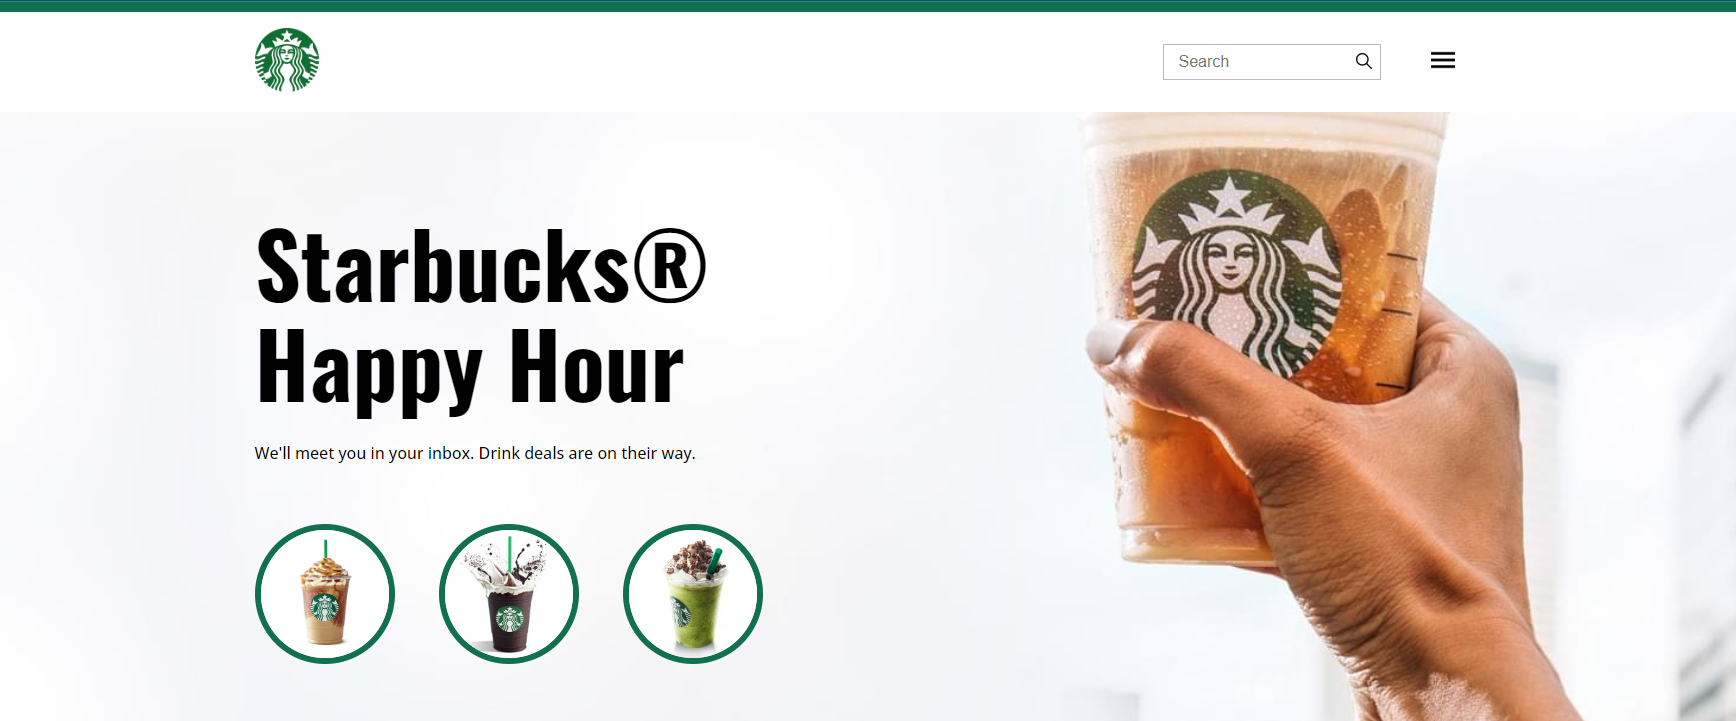 Search
Starbucks®
Happy Hour
We'll meet you in your inbox. Drink deals are on their way.